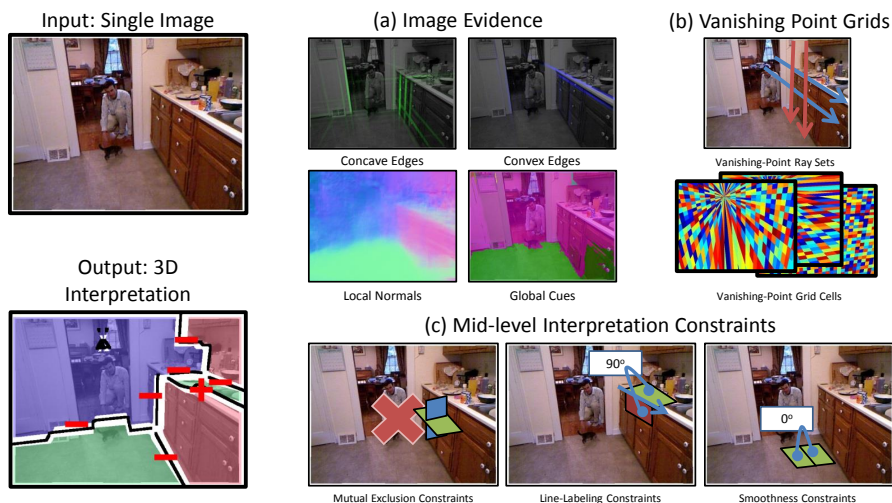 Input: Single Image
Output: 3D
Interpretation
(a) Image Evidence
Concave Edges
Convex Edges
Local Normals
Global Cues
(b) Vanishing Point Grids
Vanishing-Point Ray Sets
Vanishing-Point Grid Cells
(c) Mid-level Interpretation Constraints
90°
0°
Mutual Exclusion Constraints
Line-Labeling Constraints
Smoothness Constraints